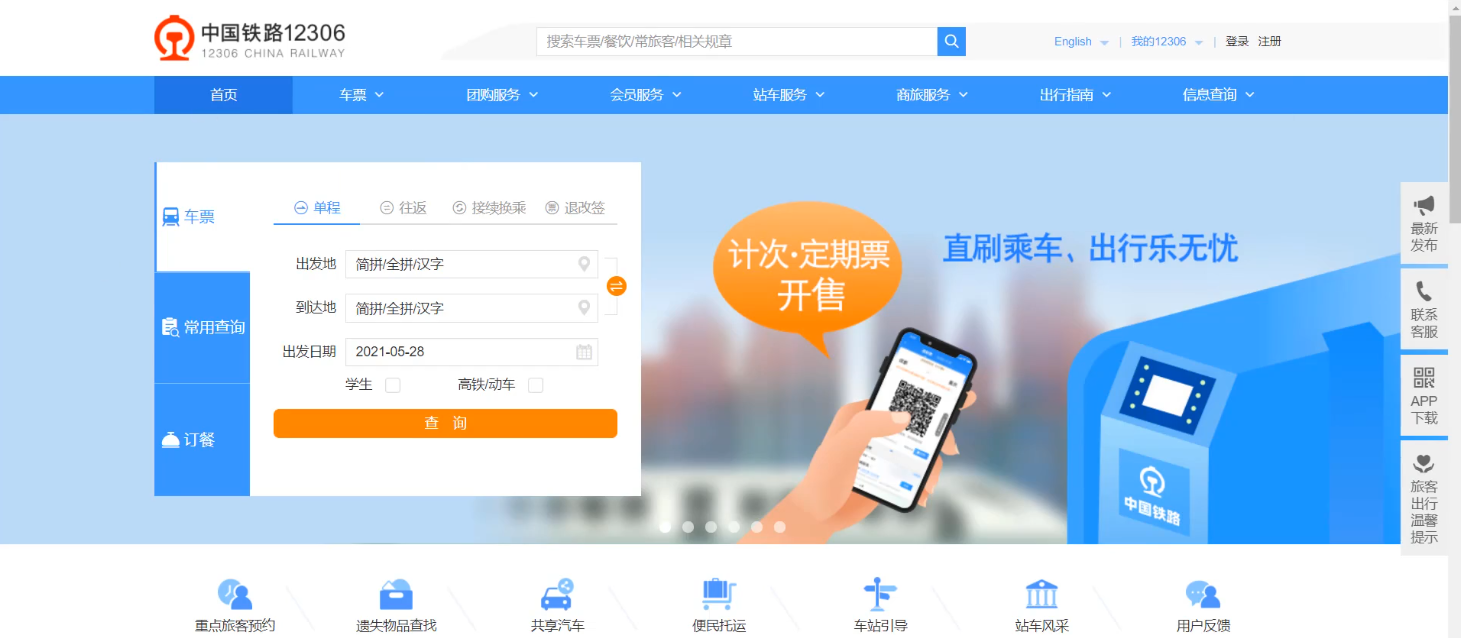 中国铁路12306
12306 CHINA RAILWAY
搜索车票/餐饮/常旅客/相关规章
English | 我的12306 | 登录 注册
首页 车票 团购服务 会员服务 站车服务 商旅服务 出行指南 信息查询
车票
常用查询
订餐
单程 往返 接续换乘 退改签
出发地 简拼/全拼/汉字
到达地 简拼/全拼/汉字
出发日期 2021-05-28
学生 高铁/动车
查 询
计次·定期票
开售
直刷乘车、出行乐无忧
中国铁路
最新
发布
联系
客服
APP
下载
旅客
出行
温馨
提示
重点旅客预约 遗失物品查找 共享汽车 便民托运 车站引导 站车风采 用户反馈